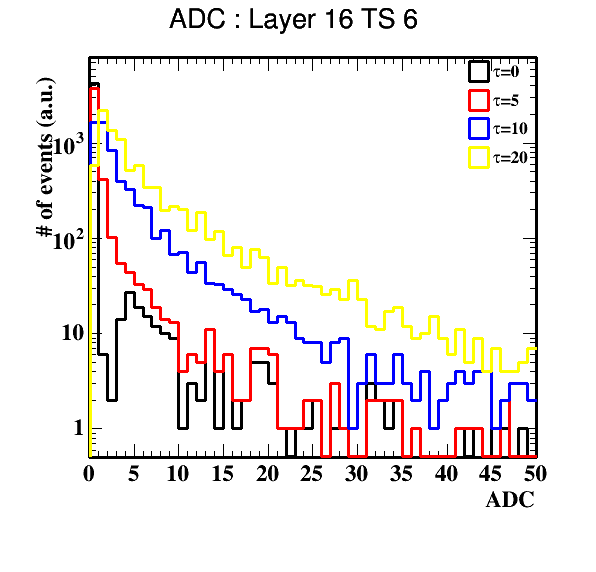 ADC : Layer 16 TS 6
# of events (a.u.)
τ=0
τ=5
τ=10
τ=20
10³
10²
10
1
0 5 10 15 20 25 30 35 40 45 50
ADC